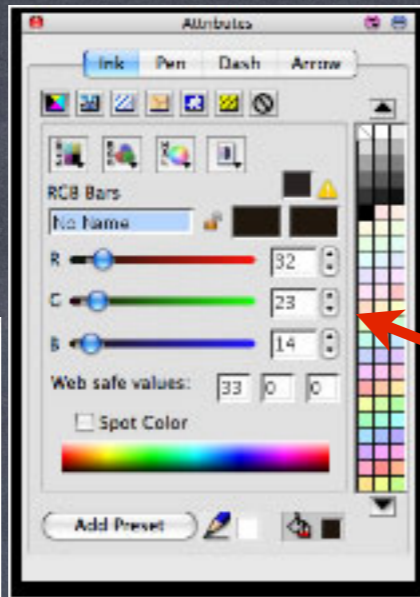 Attributes
Ink Pen Dash Arrow
RGB Bars
No Name
R 32
G 23
B 14
Web safe values: 33 0 0
Spot Color
Add Preset